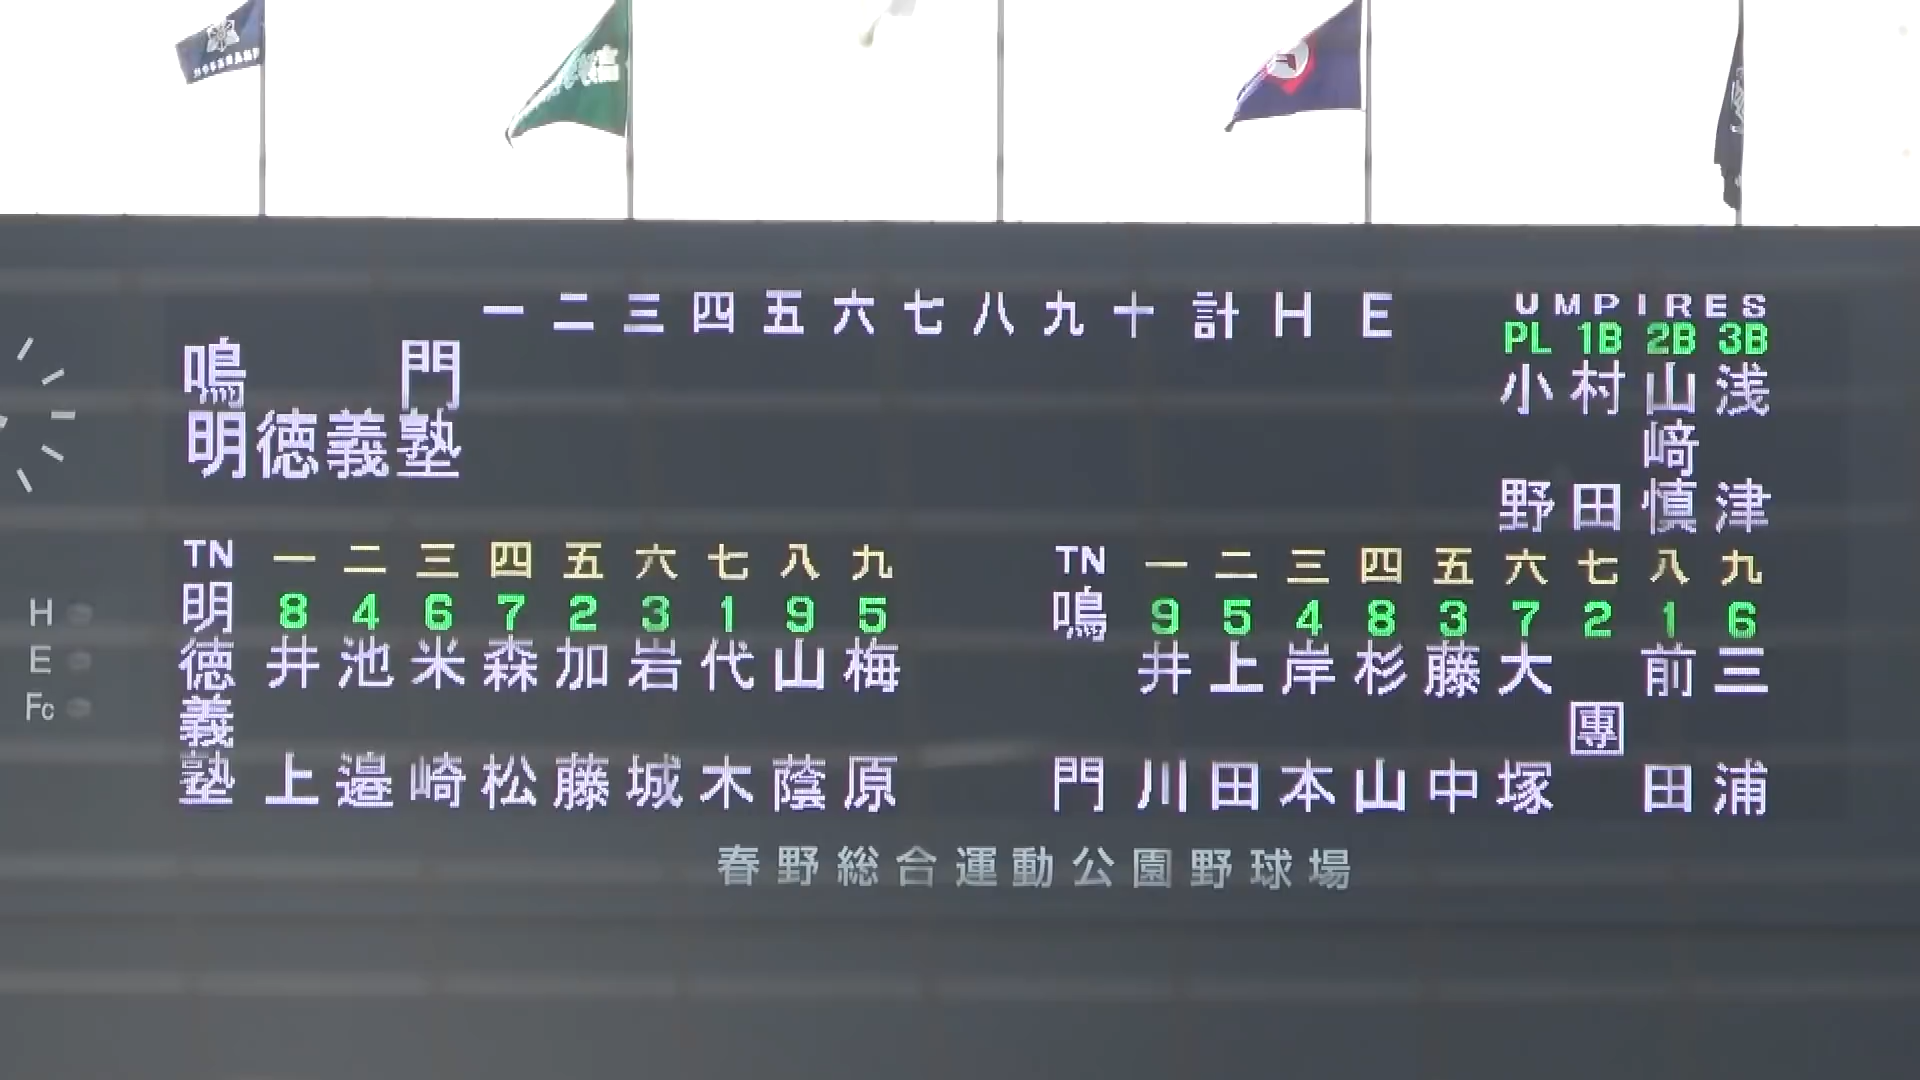 一 二 三 四 五 六 七 八 九 十 計 H E
鳴門
明徳義塾
UMPIRES
PL 1B 2B 3B
小野 村田 山﨑慎 浅津
H
E
Fc
TN 一 二 三 四 五 六 七 八 九
明徳義塾 8 4 6 7 2 3 1 9 5
井上 池邉 米崎 森松 加藤 岩城 代木 山蔭 梅原
TN 一 二 三 四 五 六 七 八 九
鳴門 9 5 4 8 3 7 2 1 6
井川 上田 岸本 杉山 藤中 大塚 團 前田 三浦
春野総合運動公園野球場